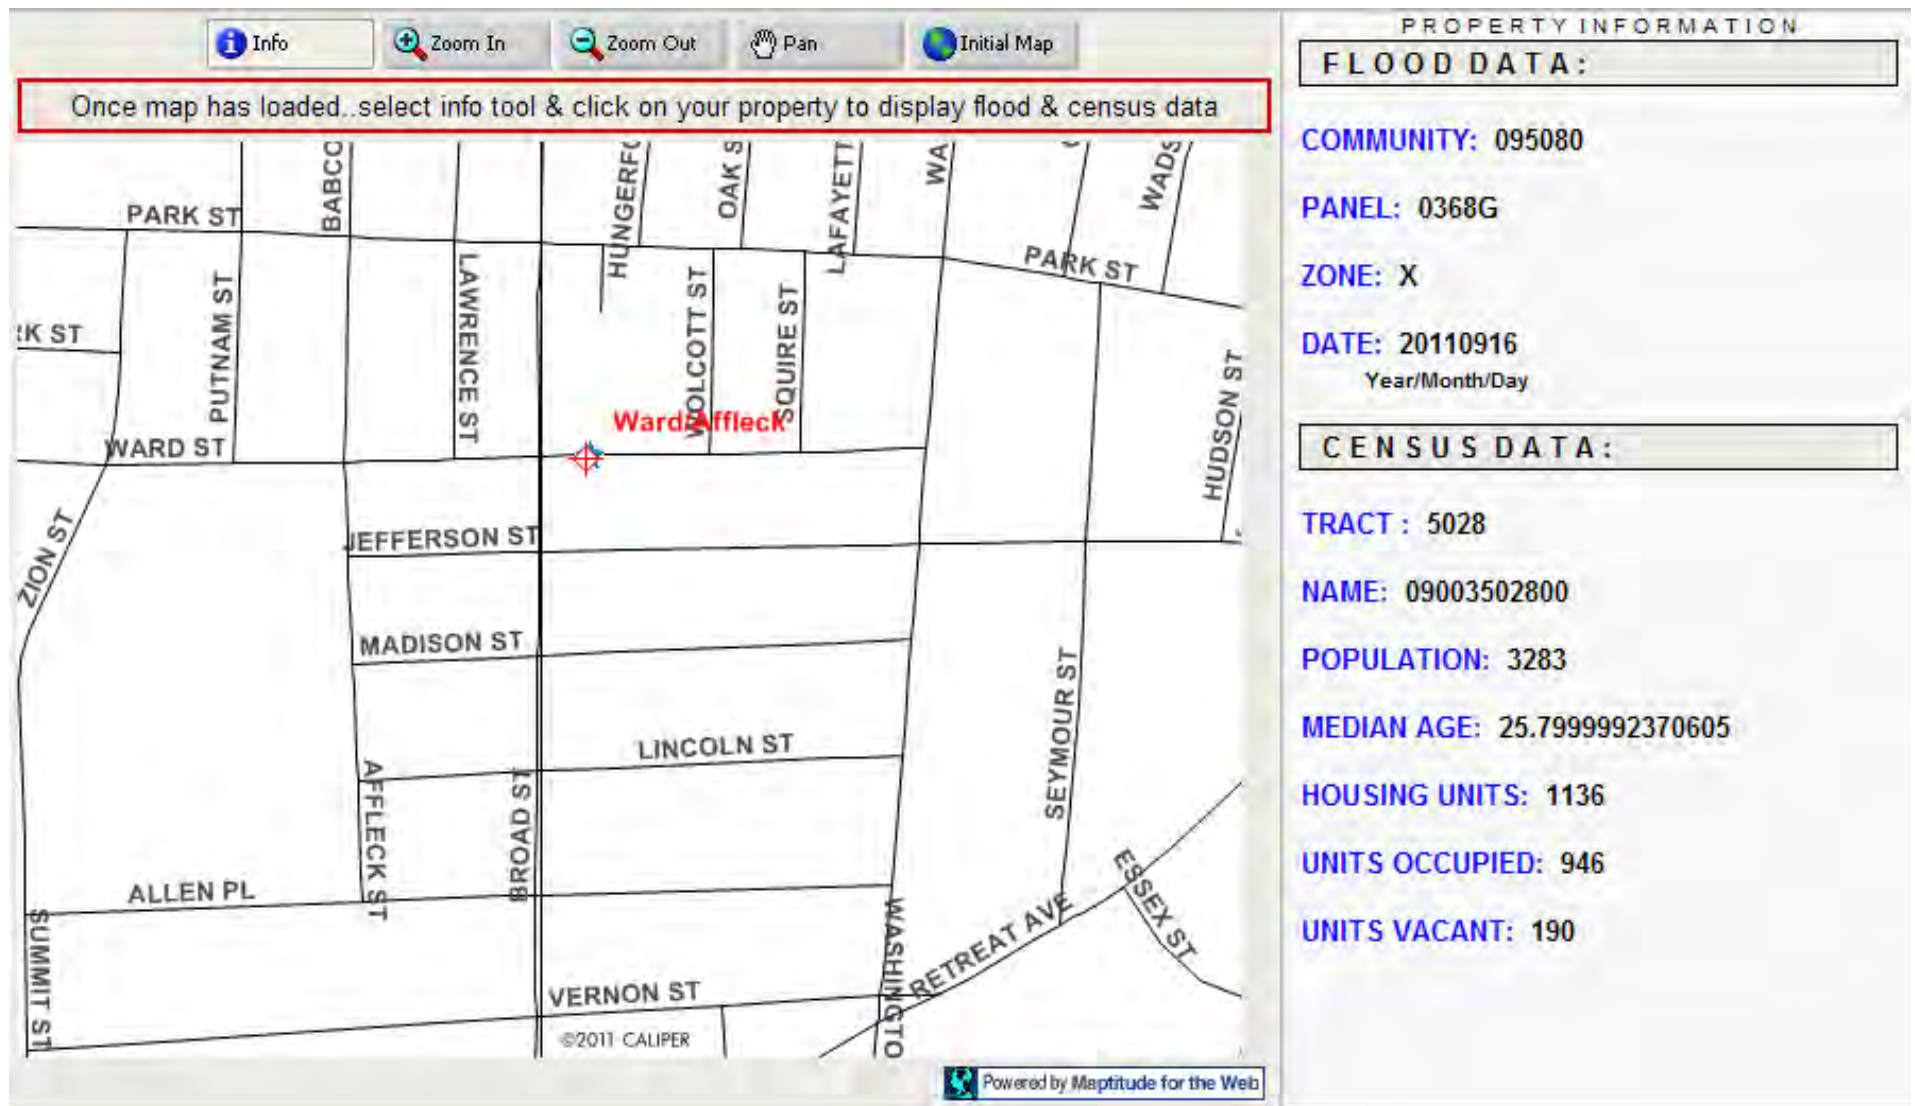 Info
Zoom In
Zoom Out
Pan
Initial Map
Once map has loaded..select info tool & click on your property to display flood & census data
BABCO
HUNGERF
OAK S
LAFAYETT
WA
WADS
PARK ST
PARK ST
PUTNAM ST
LAWRENCE ST
WOLCOTT ST
SQUIRE ST
K ST
HUDSON ST
Ward/Affleck
WARD ST
ZION ST
JEFFERSON ST
MADISON ST
SEYMOUR ST
LINCOLN ST
AFFLECK ST
BROAD ST
ESSEX ST
ALLEN PL
SUMMIT ST
WASHINGTO
RETREAT AVE
VERNON ST
©2011 CALIPER
Powered by Maptitude for the Web
PROPERTY INFORMATION
FLOOD DATA:
COMMUNITY: 095080
PANEL: 0368G
ZONE: X
DATE: 20110916
Year/Month/Day
CENSUS DATA:
TRACT : 5028
NAME: 09003502800
POPULATION: 3283
MEDIAN AGE: 25.7999992370605
HOUSING UNITS: 1136
UNITS OCCUPIED: 946
UNITS VACANT: 190